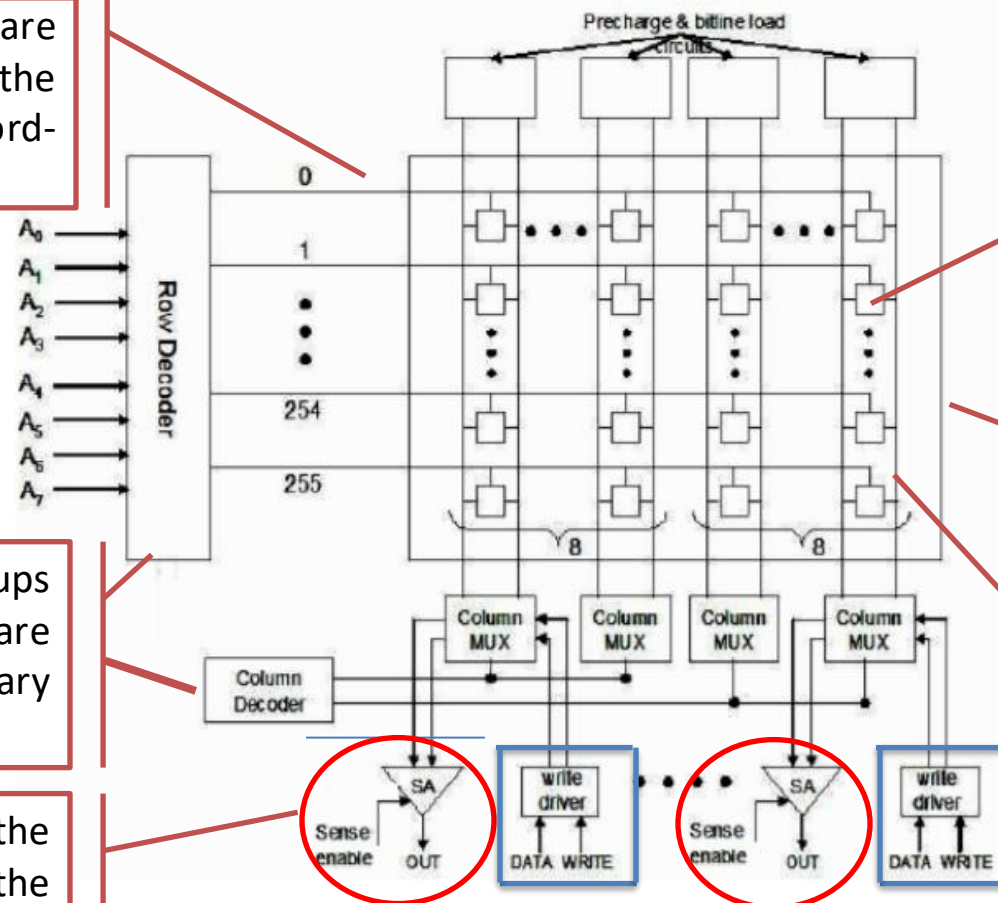 are
the
ord-
Precharge & bitline load
circuits
0
A0
A1
1
A2
A3
A4
A5
A6
A7
Row Decoder
254
255
8
8
ups
are
ary
Column
MUX
Column
MUX
Column
MUX
Column
MUX
Column
Decoder
the
the
SA
Sense
enable
OUT
write
driver
DATA WRITE
SA
Sense
enable
OUT
write
driver
DATA WRITE